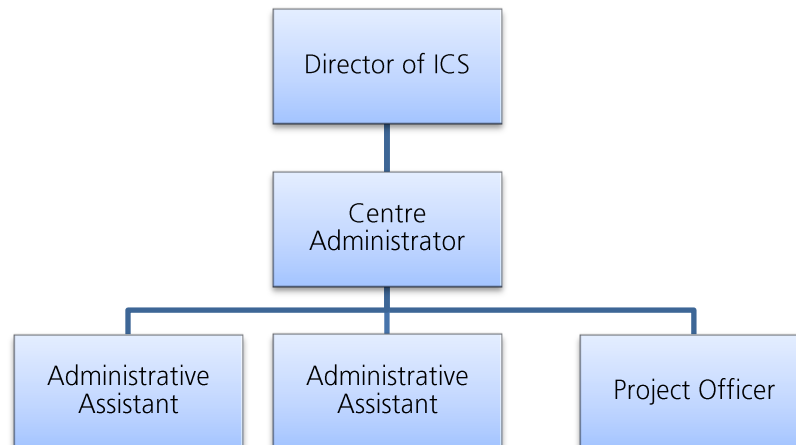 Director of ICS
Centre
Administrator
Administrative
Assistant
Administrative
Assistant
Project Officer